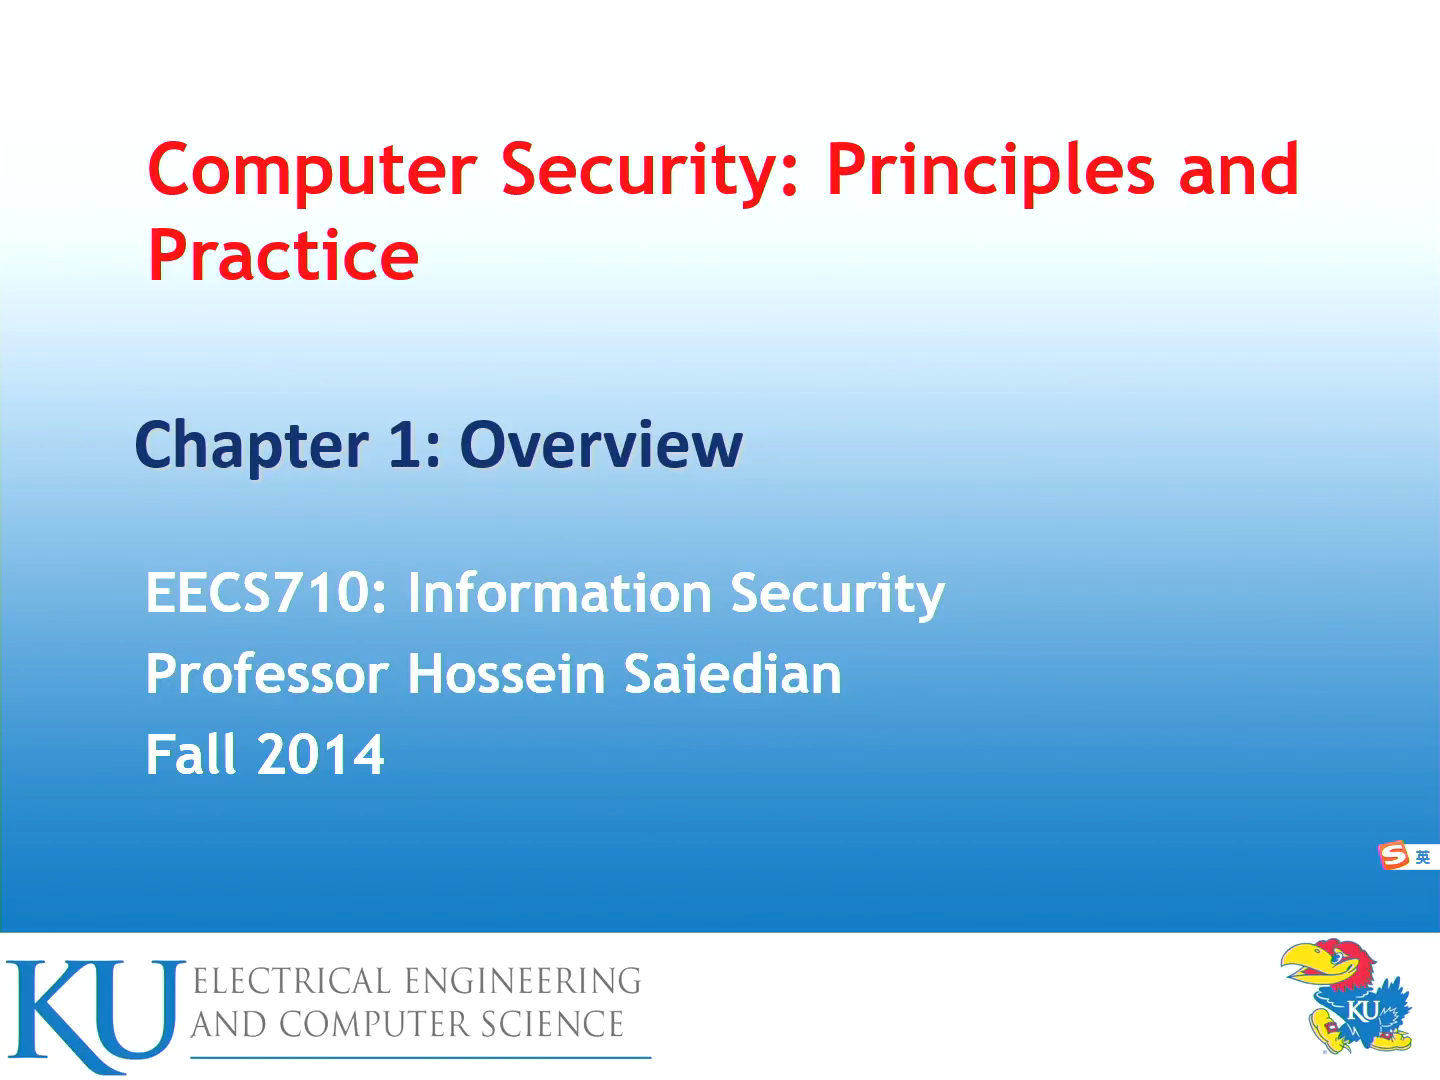 Computer Security: Principles and
Practice
Chapter 1: Overview
EECS710: Information Security
Professor Hossein Saiedian
Fall 2014
S 英
KU ELECTRICAL ENGINEERING
AND COMPUTER SCIENCE
KU